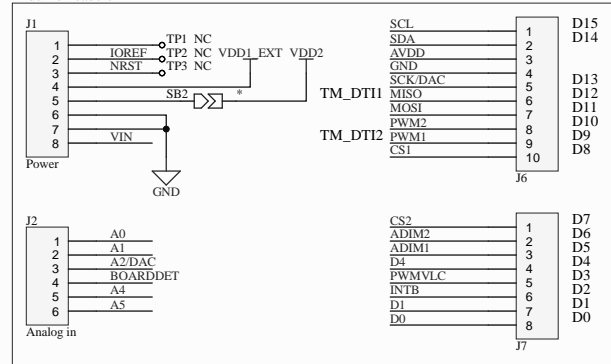 J1
1 TP1 NC
2 IOREF TP2 NC VDD1_EXT VDD2
3 NRST TP3 NC
4
5 SB2 *
6
7
8 VIN
Power
GND
J2
1 A0
2 A1
3 A2/DAC
4 BOARDDET
5 A4
6 A5
Analog in
SCL 1 D15
SDA 2 D14
AVDD 3
GND 4
SCK/DAC 5 D13
TM_DTI1 MISO 6 D12
MOSI 7 D11
PWM2 8 D10
TM_DTI2 PWM1 9 D9
CS1 10 D8
J6
CS2 1 D7
ADIM2 2 D6
ADIM1 3 D5
D4 4 D4
PWMVLC 5 D3
INTB 6 D2
D1 7 D1
D0 8 D0
J7